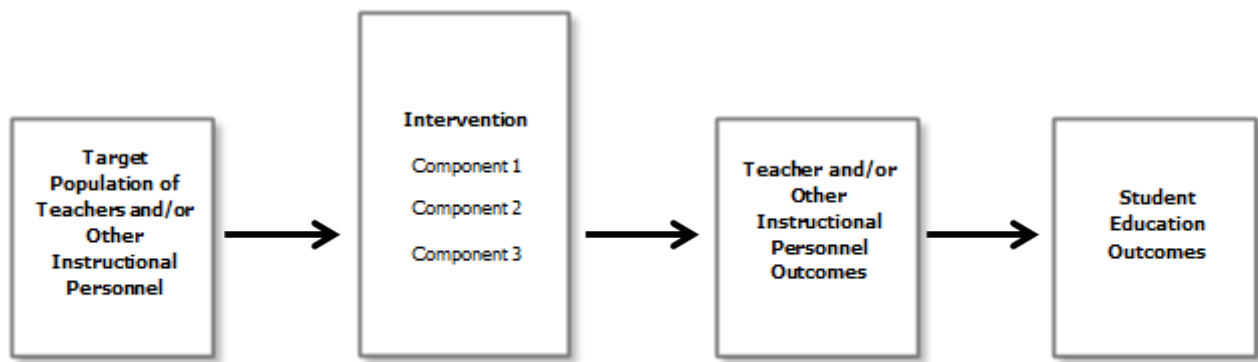 Target
Population of
Teachers and/or
Other
Instructional
Personnel
Intervention
Component 1
Component 2
Component 3
Teacher and/or
Other
Instructional
Personnel
Outcomes
Student
Education
Outcomes